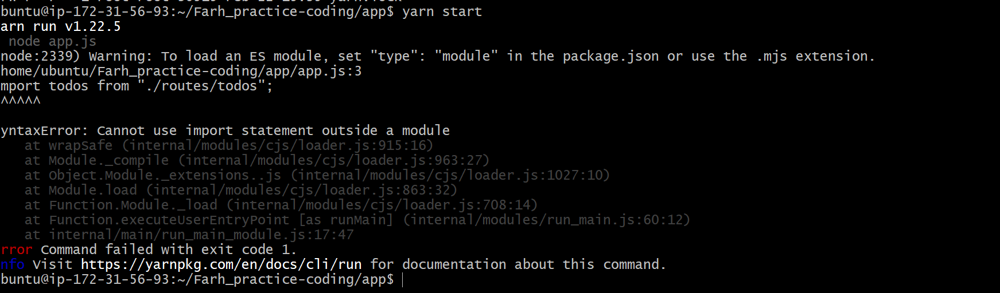 buntu@ip-172-31-56-93:~/Farh_practice-coding/app$ yarn start
arn run v1.22.5
node app.js
node:2339) Warning: To load an ES module, set "type": "module" in the package.json or use the .mjs extension.
home/ubuntu/Farh_practice-coding/app/app.js:3
mport todos from "./routes/todos";
^^^^^
yntaxError: Cannot use import statement outside a module
at wrapSafe (internal/modules/cjs/loader.js:915:16)
at Module._compile (internal/modules/cjs/loader.js:963:27)
at Object.Module._extensions..js (internal/modules/cjs/loader.js:1027:10)
at Module.load (internal/modules/cjs/loader.js:863:32)
at Function.Module._load (internal/modules/cjs/loader.js:708:14)
at Function.executeUserEntryPoint [as runMain] (internal/modules/run_main.js:60:12)
at internal/main/run_main_module.js:17:47
rror Command failed with exit code 1.
nfo Visit https://yarnpkg.com/en/docs/cli/run for documentation about this command.
buntu@ip-172-31-56-93:~/Farh_practice-coding/app$